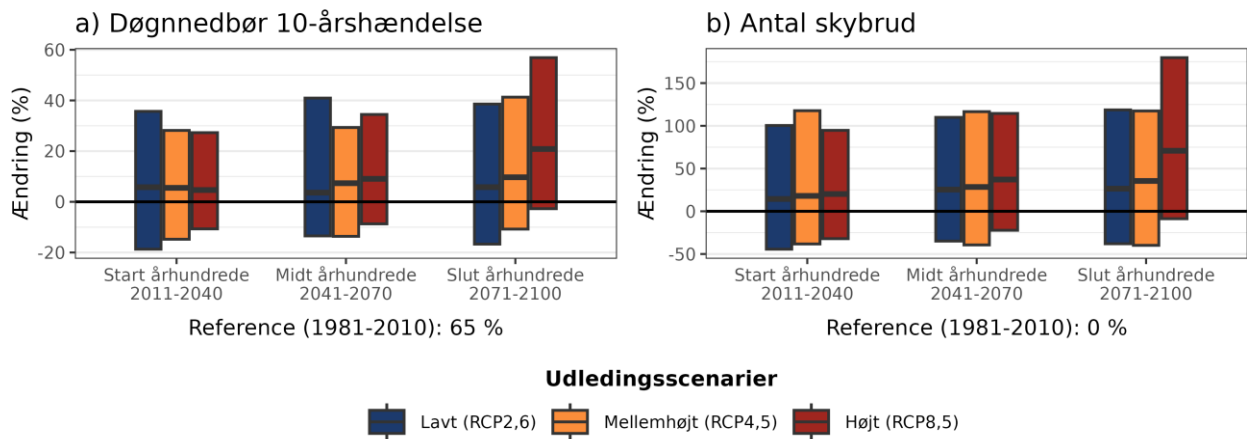 a) Døgnnedbør 10-årshændelse
Ændring (%)
60
40
20
0
-20
Start århundrede
2011-2040
Midt århundrede
2041-2070
Slut århundrede
2071-2100
Reference (1981-2010): 65 %
b) Antal skybrud
Ændring (%)
150
100
50
0
-50
Start århundrede
2011-2040
Midt århundrede
2041-2070
Slut århundrede
2071-2100
Reference (1981-2010): 0 %
Udledingsscenarier
Lavt (RCP2,6)
Mellemhøjt (RCP4,5)
Højt (RCP8,5)